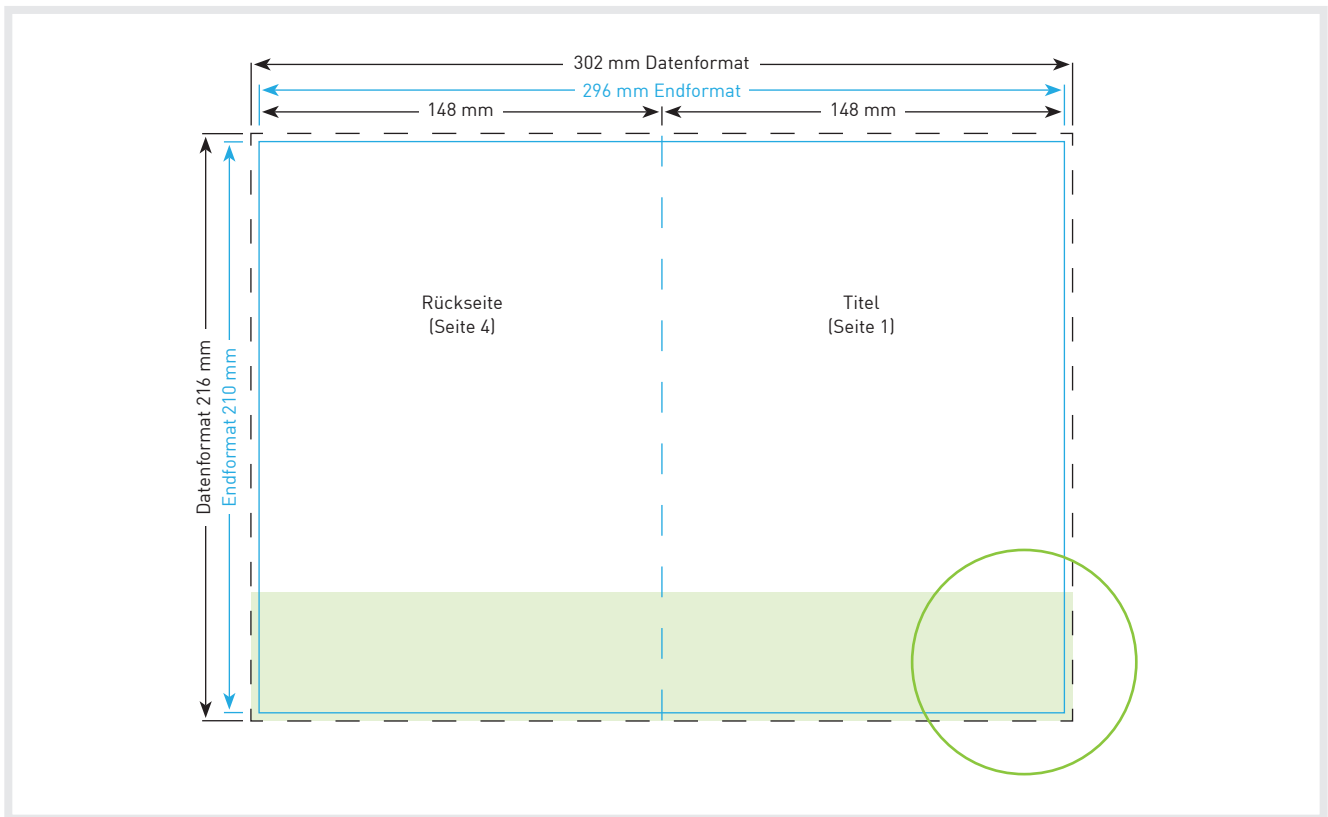 302 mm Datenformat
296 mm Endformat
148 mm
148 mm
Datenformat 216 mm
Endformat 210 mm
Rückseite
(Seite 4)
Titel
(Seite 1)